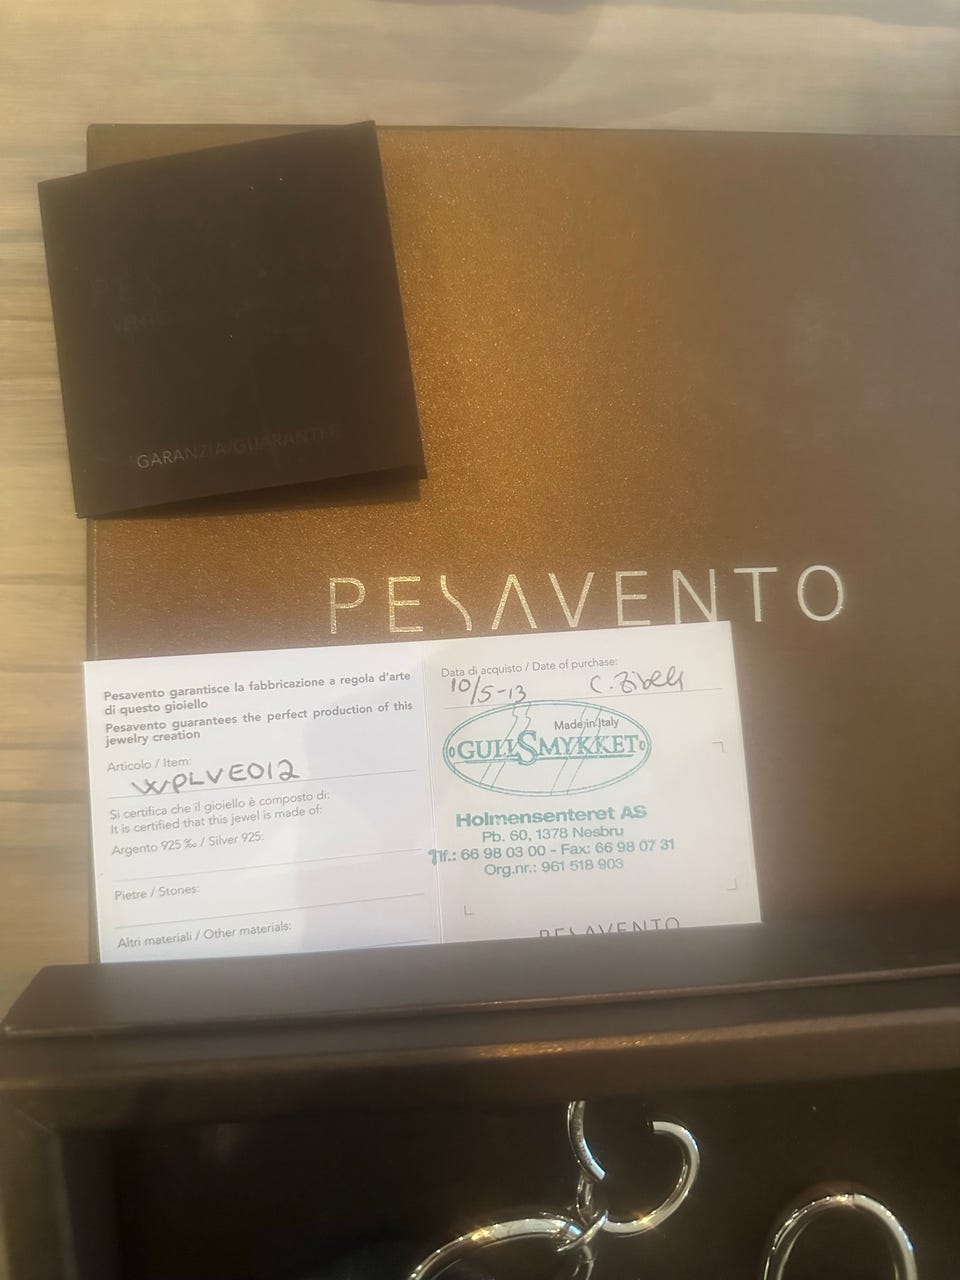 GARANZIA/GUARANTEE
PESAVENTO
Pesavento garantisce la fabbricazione a regola d'arte
di questo gioiello
Pesavento guarantees the perfect production of this
jewelry creation
Articolo / Item:
WPLVE012
Si certifica che il gioiello è composto di:
It is certified that this jewel is made of:
Argento 925 ‰ / Silver 925:
Pietre / Stones:
Altri materiali / Other materials:
Data di acquisto / Date of purchase:
10/5-13 C.
Made in Italy
GULLSMYKKET
Holmensenteret AS
Pb. 60, 1378 Nesbru
Tlf.: 66 98 03 00 - Fax: 66 98 07 31
Org.nr.: 961 518 903
PESAVENTO